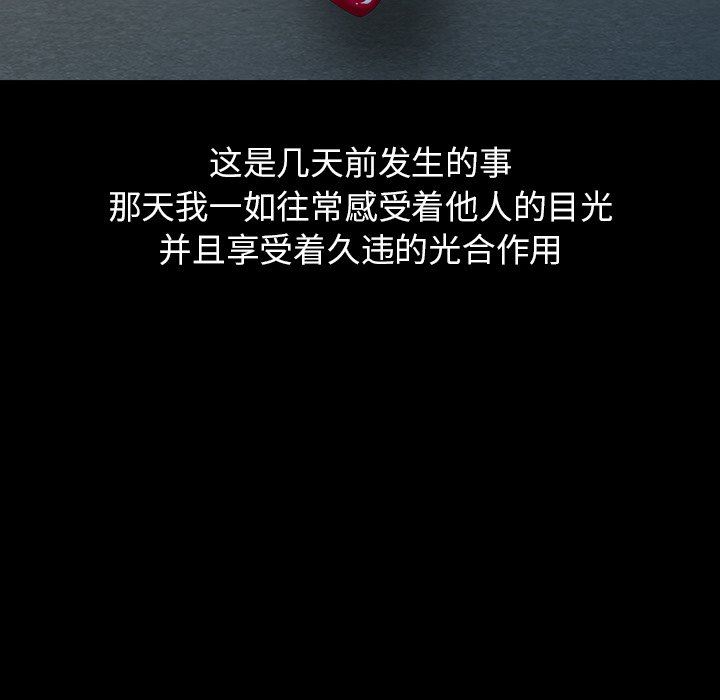 这是几天前发生的事
那天我一如往常感受着他人的目光
并且享受着久违的光合作用